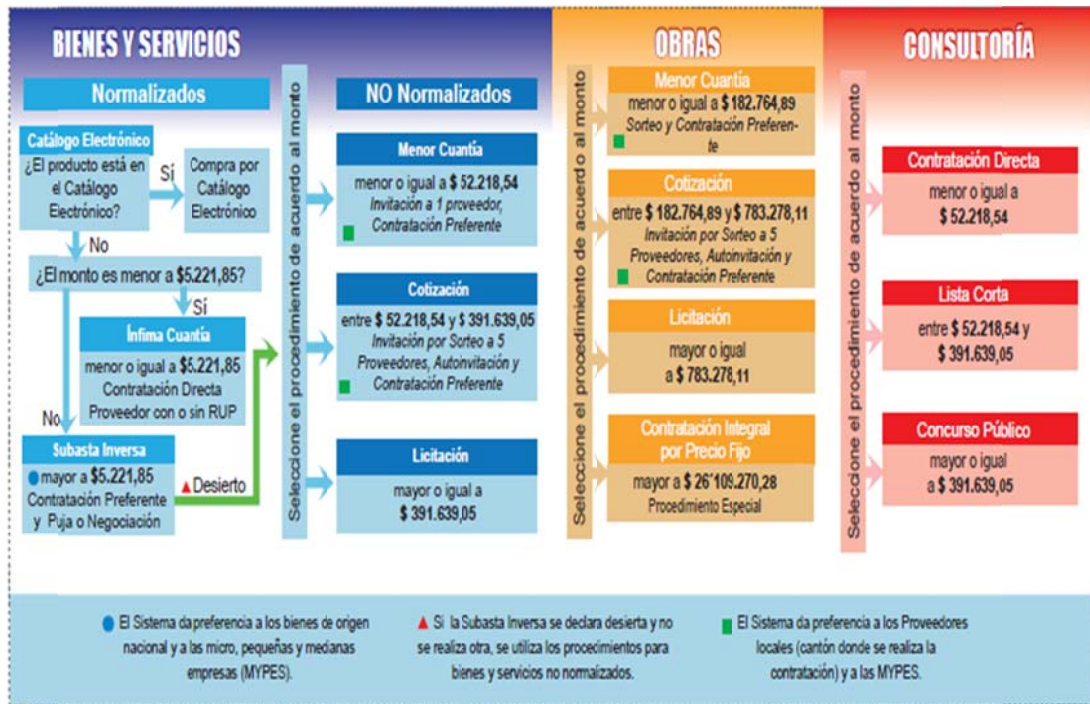 BIENES Y SERVICIOS
Normalizados
Catálogo Electrónico
¿El producto está en
el Catálogo
Electrónico?
Sí
Compra por
Catálogo
Electrónico
No
¿El monto es menor a $5.221,85?
Sí
Ínfima Cuantía
menor o igual a $5.221,85
Contratación Directa
Proveedor con o sin RUP
No
Subasta Inversa
mayor a $5.221,85
Contratación Preferente
y Puja o Negociación
Desierto
Seleccione el procedimiento de acuerdo al monto
NO Normalizados
Menor Cuantía
menor o igual a $ 52.218,54
Invitación a 1 proveedor,
Contratación Preferente
Cotización
entre $ 52.218,54 y $ 391.639,05
Invitación por Sorteo a 5
Proveedores, Autoinvitación y
Contratación Preferente
Licitación
mayor o igual a
$ 391.639,05
OBRAS
Seleccione el procedimiento de acuerdo al monto
Menor Cuantía
menor o igual a $182.764,89
Sorteo y Contratación Preferen-
te
Cotización
entre $ 182.764,89 y $ 783.278,11
Invitación por Sorteo a 5
Proveedores, Autoinvitación y
Contratación Preferente
Licitación
mayor o igual
a $ 783.278,11
Contratación Integral
por Precio Fijo
mayor a $ 26'109.270,28
Procedimiento Especial
CONSULTORÍA
Seleccione el procedimiento de acuerdo al monto
Contratación Directa
menor o igual a
$ 52.218,54
Lista Corta
entre $ 52.218,54 y
$ 391.639,05
Concurso Público
mayor o igual
a $ 391.639,05
El Sistema da preferencia a los bienes de origen
nacional y a las micro, pequeñas y medianas
empresas (MYPES).
Si la Subasta Inversa se declara desierta y no
se realiza otra, se utiliza los procedimientos para
bienes y servicios no normalizados.
El Sistema da preferencia a los Proveedores
locales (cantón donde se realiza la
contratación) y a las MYPES.